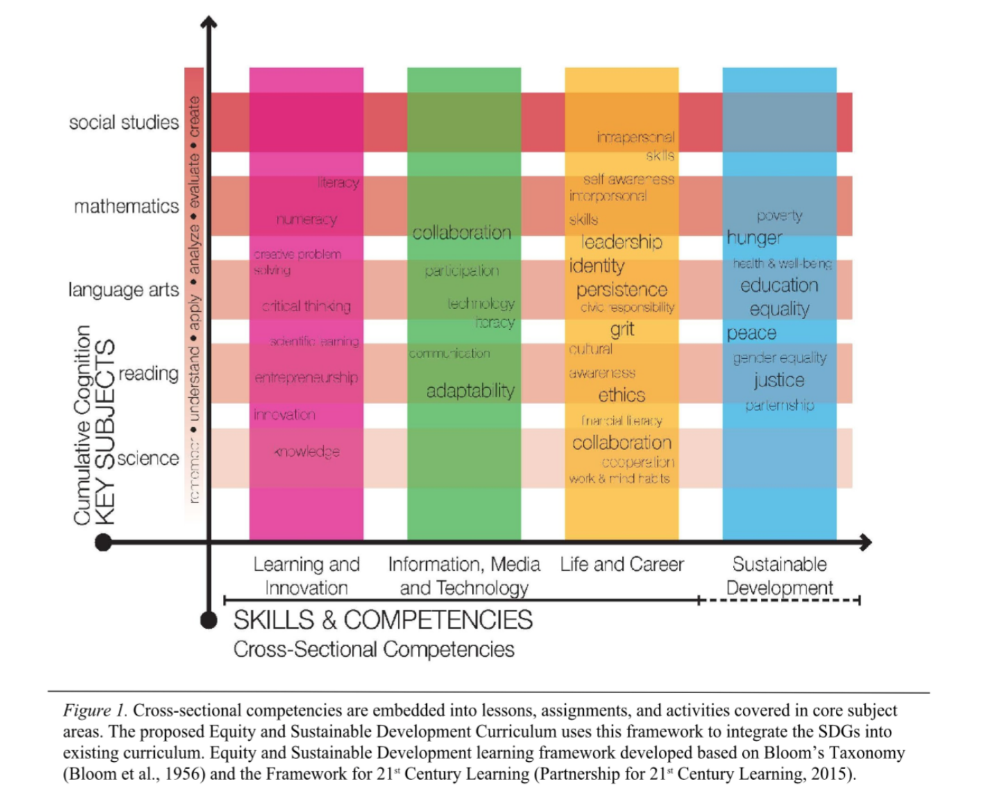 social studies
mathematics
language arts
reading
science
Cumulative Cognition
KEY SUBJECTS
remember • understand • apply • analyze • evaluate • create
literacy
numeracy
creative problem
solving
critical thinking
scientific learning
entrepreneurship
innovation
knowledge
collaboration
participation
technology
literacy
communication
adaptability
intrapersonal
skills
self awareness
interpersonal
skills
leadership
identity
persistence
civic responsibility
grit
cultural
awareness
ethics
financial literacy
collaboration
cooperation
work & mind habits
poverty
hunger
health & well-being
education
equality
peace
gender equality
justice
parternship
Learning and
Innovation
Information, Media
and Technology
Life and Career
Sustainable
Development
SKILLS & COMPETENCIES
Cross-Sectional Competencies
Figure 1. Cross-sectional competencies are embedded into lessons, assignments, and activities covered in core subject
areas. The proposed Equity and Sustainable Development Curriculum uses this framework to integrate the SDGs into
existing curriculum. Equity and Sustainable Development learning framework developed based on Bloom's Taxonomy
(Bloom et al., 1956) and the Framework for 21st Century Learning (Partnership for 21st Century Learning, 2015).